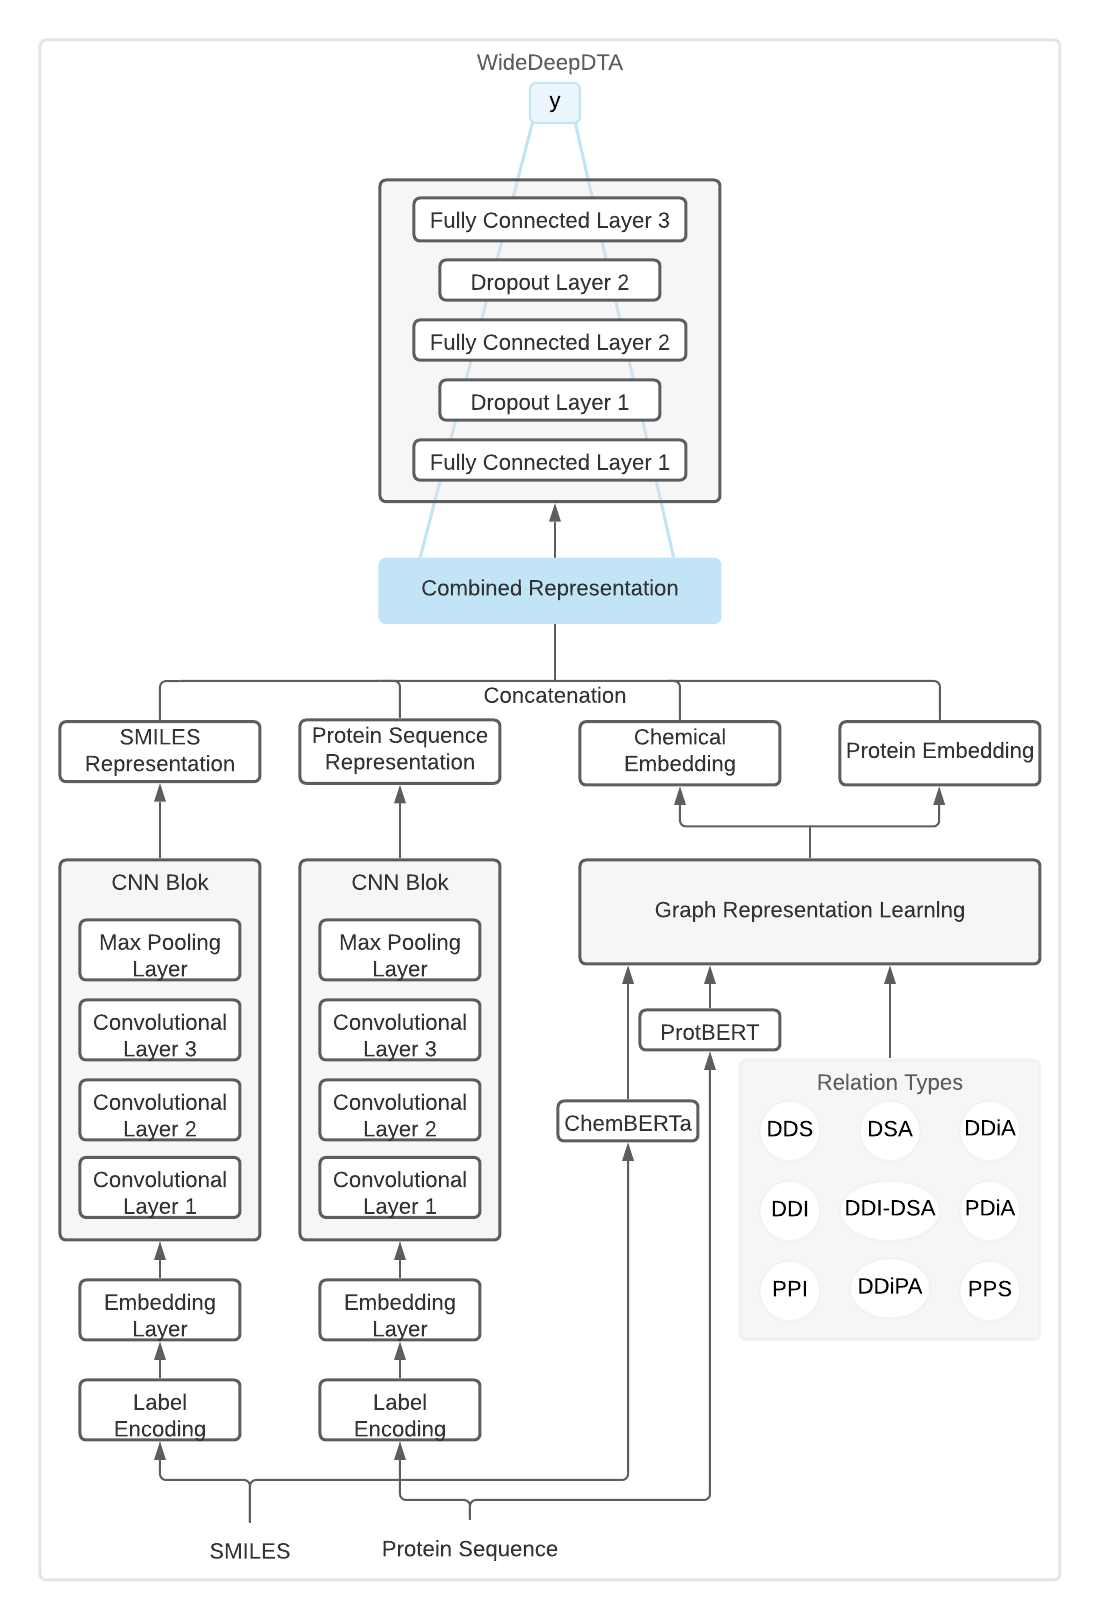 WideDeepDTA
y
Fully Connected Layer 3
Dropout Layer 2
Fully Connected Layer 2
Dropout Layer 1
Fully Connected Layer 1
Combined Representation
Concatenation
SMILES
Representation
Protein Sequence
Representation
Chemical
Embedding
Protein Embedding
CNN Blok
Max Pooling
Layer
Convolutional
Layer 3
Convolutional
Layer 2
Convolutional
Layer 1
CNN Blok
Max Pooling
Layer
Convolutional
Layer 3
Convolutional
Layer 2
Convolutional
Layer 1
Graph Representation Learnlng
ProtBERT
ChemBERTa
Relation Types
DDS DSA DDiA
DDI DDI-DSA PDiA
PPI DDiPA PPS
Embedding
Layer
Embedding
Layer
Label
Encoding
Label
Encoding
SMILES
Protein Sequence